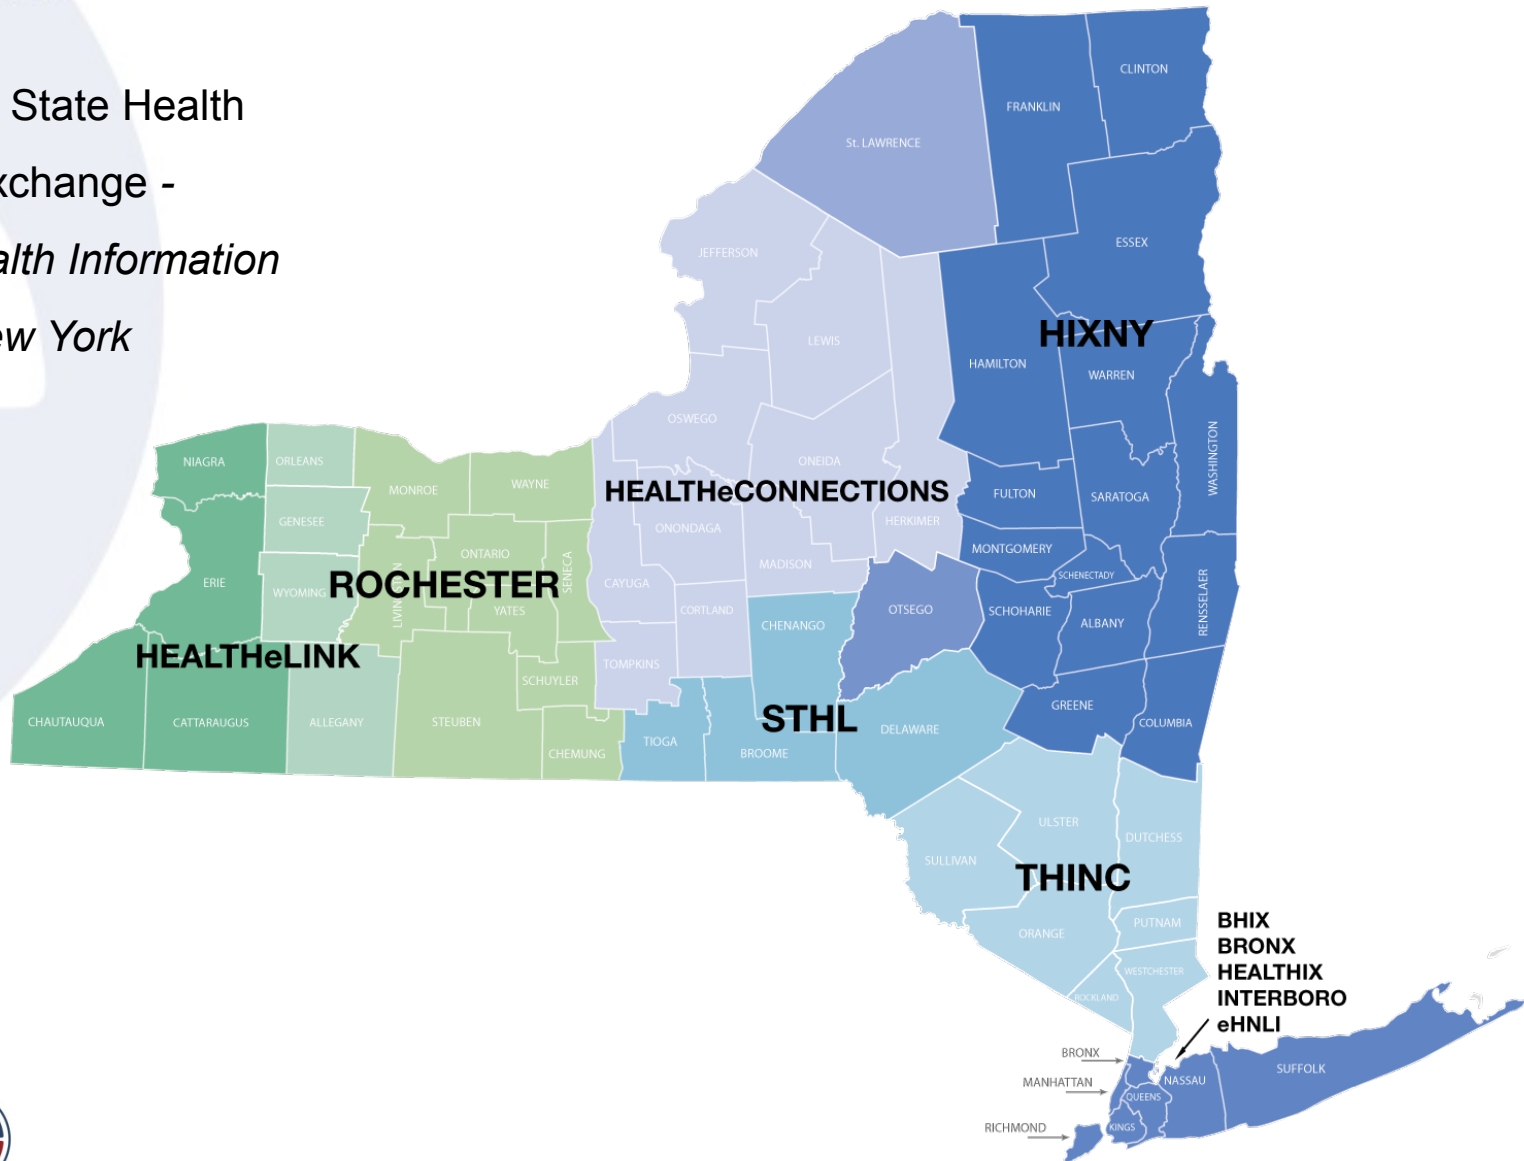 State Health
xchange -
alth Information
ew York
CLINTON
FRANKLIN
St. LAWRENCE
ESSEX
JEFFERSON
HIXNY
LEWIS
HAMILTON
WARREN
OSWEGO
WASHINGTON
NIAGRA
ORLEANS
ONEIDA
MONROE
WAYNE
HEALTHeCONNECTIONS
FULTON
SARATOGA
GENESEE
ONONDAGA
HERKIMER
ONTARIO
SENECA
MONTGOMERY
MADISON
SCHENECTADY
ERIE
WYOMING
ROCHESTER
LIVINGSTON
YATES
CAYUGA
CORTLAND
OTSEGO
SCHOHARIE
RENSSELAER
CHENANGO
ALBANY
HEALTHeLINK
TOMPKINS
SCHUYLER
GREENE
CHAUTAUQUA
CATTARAUGUS
ALLEGANY
STEUBEN
STHL
DELAWARE
COLUMBIA
TIOGA
BROOME
CHEMUNG
ULSTER
DUTCHESS
SULLIVAN
THINC
PUTNAM
ORANGE
BHIX
BRONX
HEALTHIX
INTERBORO
eHNLI
WESTCHESTER
ROCKLAND
BRONX
MANHATTAN
NASSAU
SUFFOLK
QUEENS
RICHMOND
KINGS